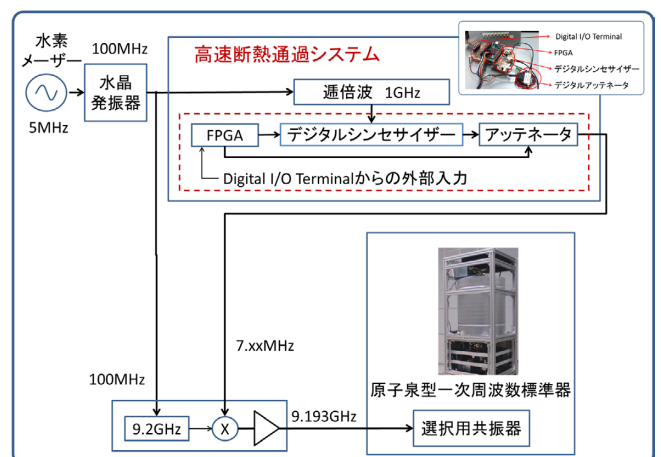 水素
メーザー
5MHz
100MHz
水晶
発振器
高速断熱通過システム
Digital I/O Terminal
FPGA
デジタルシンセサイザー
デジタルアッテネータ
逓倍波 1GHz
FPGA
デジタルシンセサイザー
アッテネータ
Digital I/O Terminalからの外部入力
7.xxMHz
100MHz
9.2GHz
X
9.193GHz
原子泉型一次周波数標準器
選択用共振器